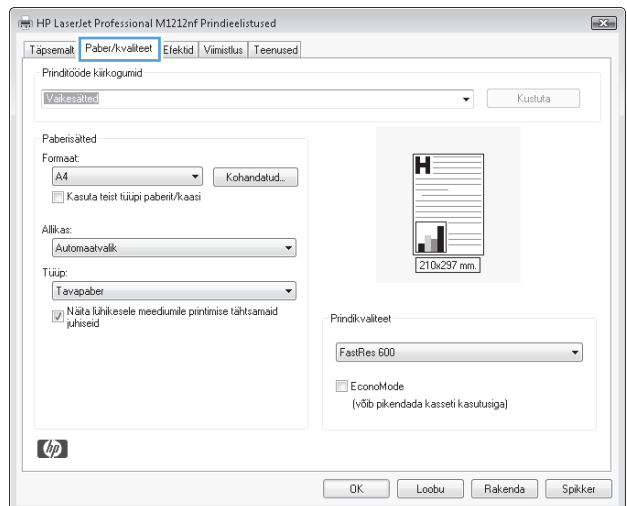 HP LaserJet Professional M1212nf Prindieelistused
Täpsemalt Paber/kvaliteet Efektid Viimistlus Teenused
Prinditööde kiirkogumid
Vaikesätted
Kustuta
Paberisätted
Formaat:
A4
Kohandatud...
Kasuta teist tüüpi paberit/kaasi
Allikas:
Automaatvalik
Tüüp:
Tavapaber
Näita lühikesele meediumile printimise tähtsamaid
juhiseid
H
210x297 mm.
Prindikvaliteet
FastRes 600
EconoMode
(võib pikendada kasseti kasutusiga)
hp
OK Loobu Rakenda Spikker